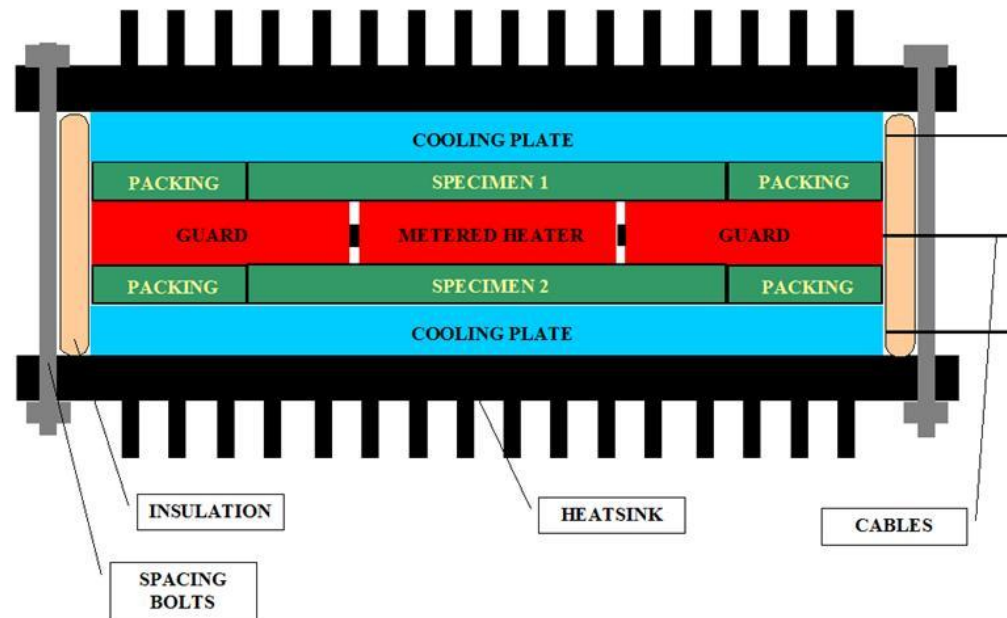 COOLING PLATE
PACKING
SPECIMEN 1
PACKING
GUARD
METERED HEATER
GUARD
PACKING
SPECIMEN 2
PACKING
COOLING PLATE
INSULATION
HEATSINK
CABLES
SPACING
BOLTS